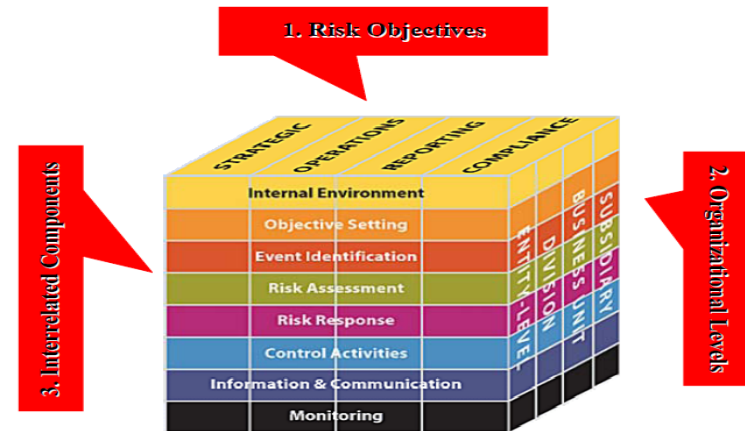 1. Risk Objectives
STRATEGIC
OPERATIONS
REPORTING
COMPLIANCE
Internal Environment
Objective Setting
Event Identification
Risk Assessment
Risk Response
Control Activities
Information & Communication
Monitoring
ENTITY-LEVEL
DIVISION
BUSINESS UNIT
SUBSIDIARY
2. Organizational Levels
3. Interrelated Components